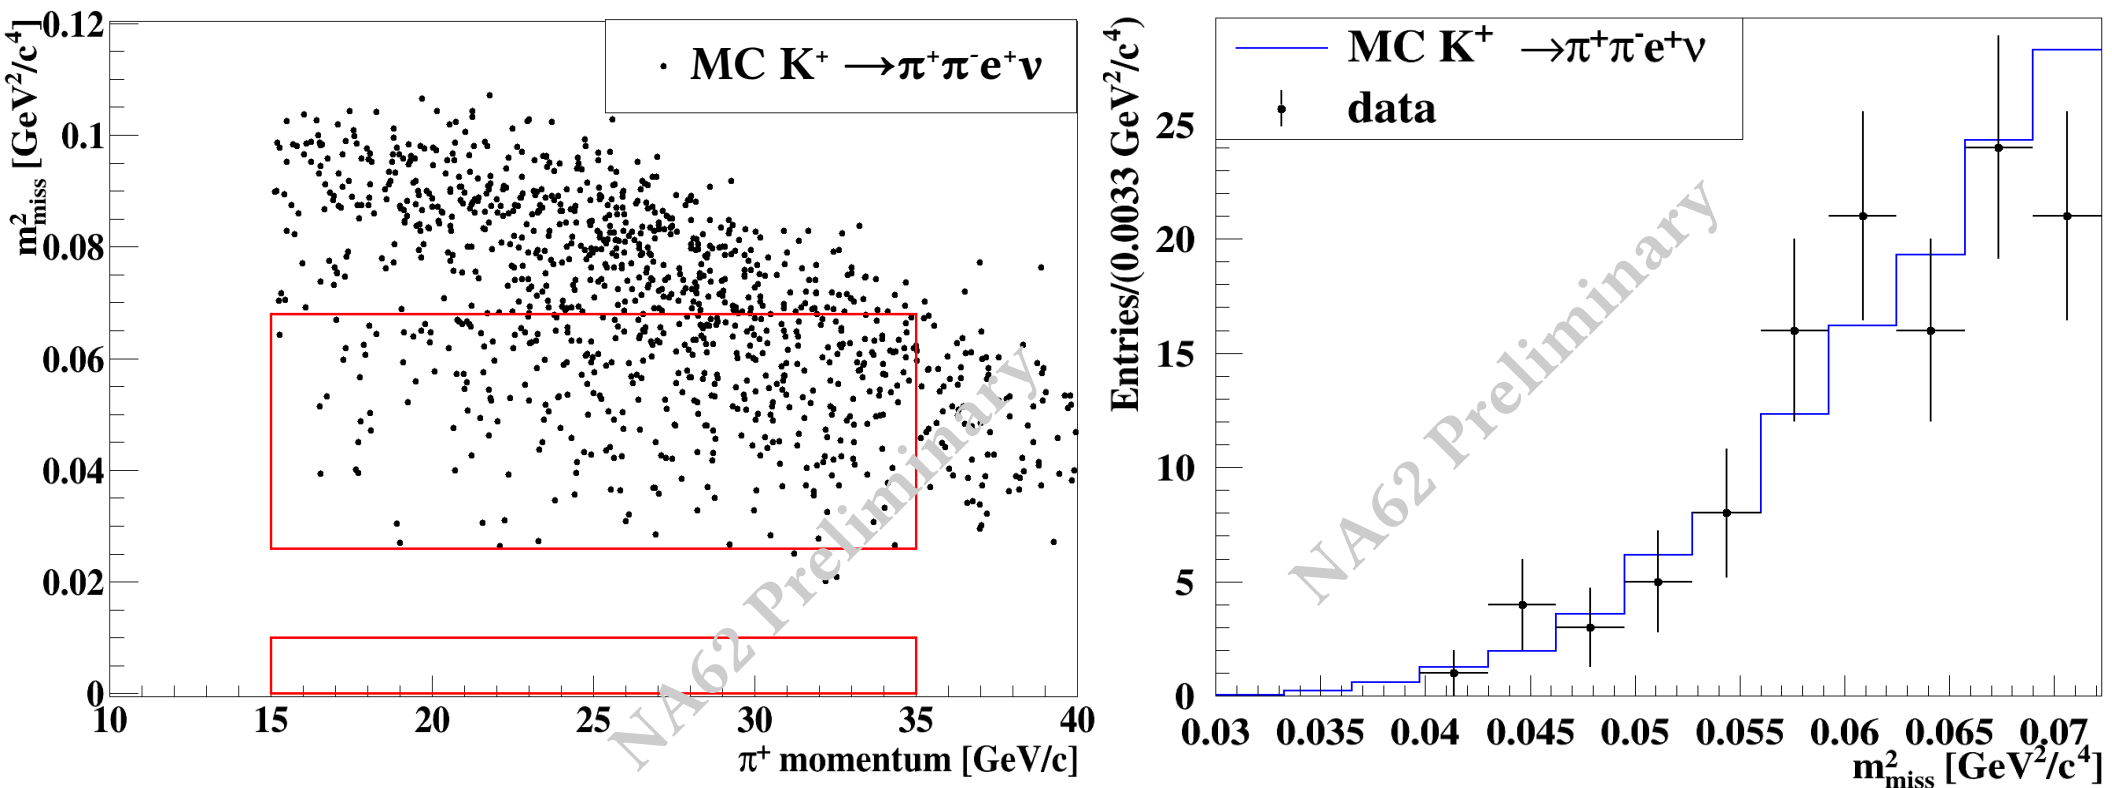 m²miss [GeV²/c⁴]
0.12
0.1
0.08
0.06
0.04
0.02
0
10 15 20 25 30 35 40
π⁺ momentum [GeV/c]
MC K⁺ →π⁺π⁻e⁺ν
NA62 Preliminary
Entries/(0.0033 GeV²/c⁴)
25
20
15
10
5
0
0.03 0.035 0.04 0.045 0.05 0.055 0.06 0.065 0.07
m²miss [GeV²/c⁴]
MC K⁺ →π⁺π⁻e⁺ν
data
NA62 Preliminary